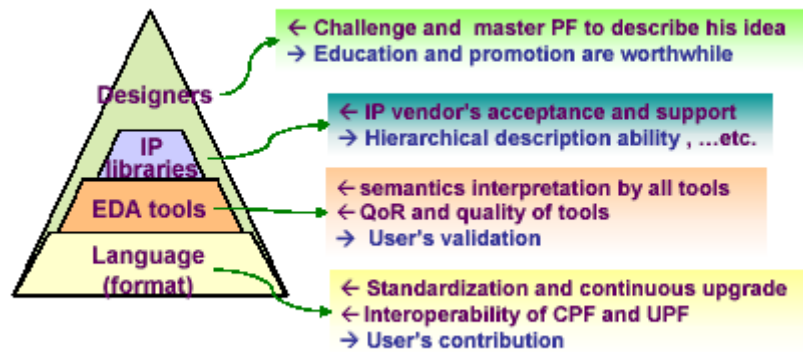 Designers
IP
libraries
EDA tools
Language
(format)
← Challenge and master PF to describe his idea
→ Education and promotion are worthwhile
← IP vendor's acceptance and support
→ Hierarchical description ability , ...etc.
← semantics interpretation by all tools
← QoR and quality of tools
→ User's validation
← Standardization and continuous upgrade
← Interoperability of CPF and UPF
→ User's contribution